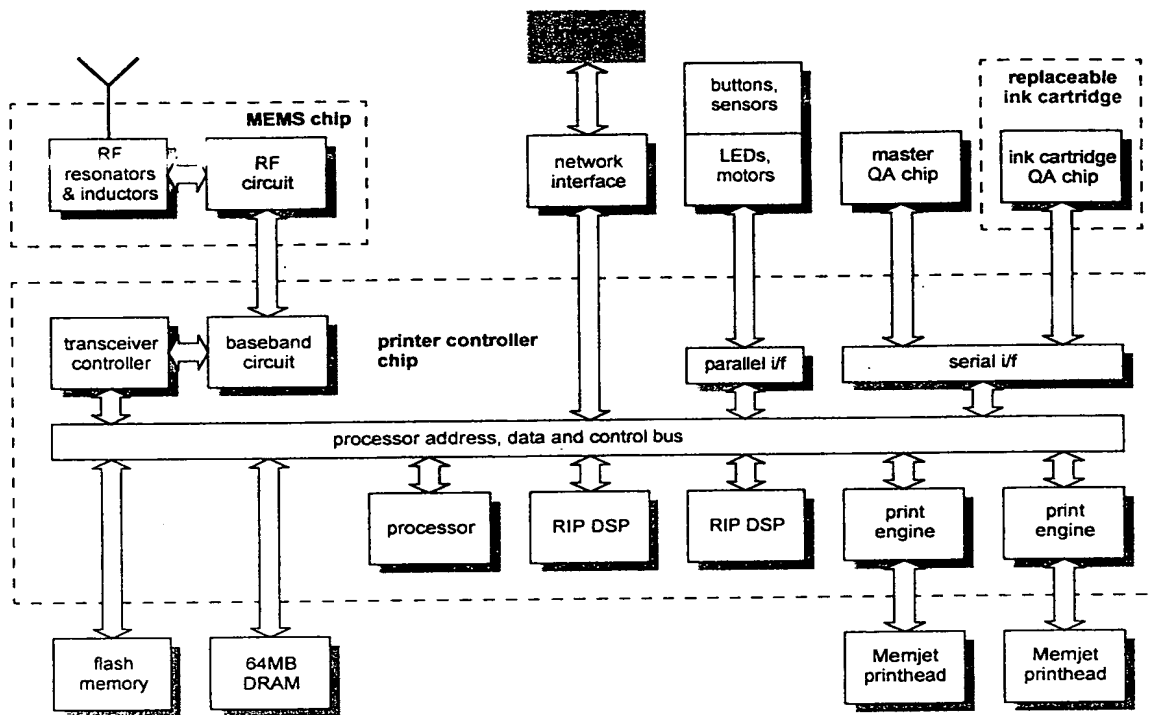 buttons,
sensors
replaceable
ink cartridge
MEMS chip
RF
resonators
& inductors
RF
circuit
network
interface
LEDs,
motors
master
QA chip
ink cartridge
QA chip
transceiver
controller
baseband
circuit
printer controller
chip
parallel i/f
serial i/f
processor address, data and control bus
processor
RIP DSP
RIP DSP
print
engine
print
engine
flash
memory
64MB
DRAM
Memjet
printhead
Memjet
printhead